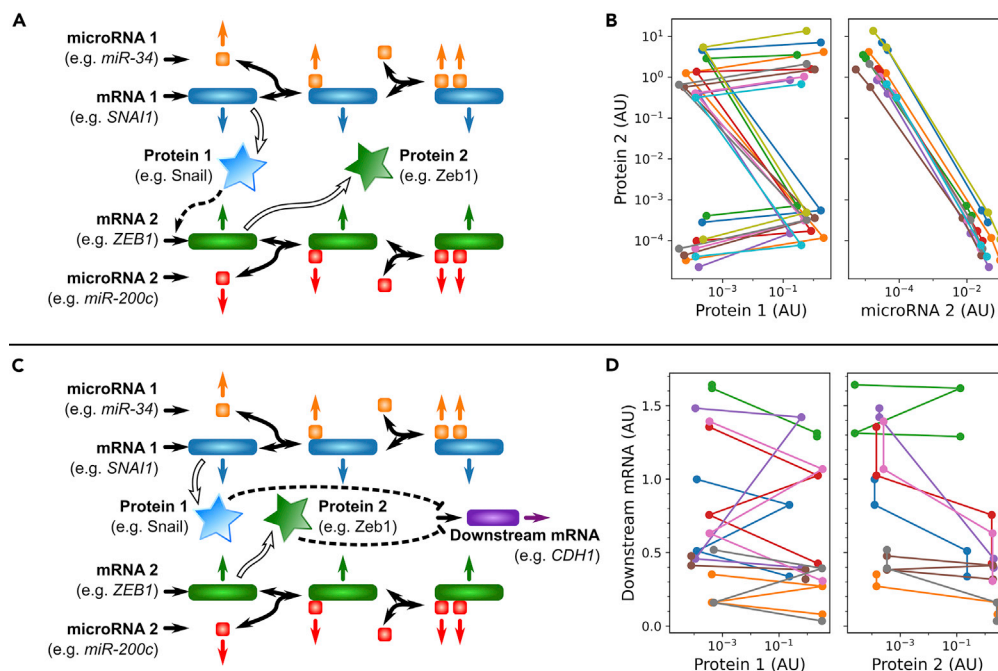 A
microRNA 1
(e.g. miR-34)
mRNA 1
(e.g. SNAI1)
Protein 1
(e.g. Snail)
Protein 2
(e.g. Zeb1)
mRNA 2
(e.g. ZEB1)
microRNA 2
(e.g. miR-200c)
B
Protein 2 (AU)
10¹
10⁰
10⁻¹
10⁻²
10⁻³
10⁻⁴
10⁻³
10⁻¹
Protein 1 (AU)
10⁻⁴
10⁻²
microRNA 2 (AU)
C
microRNA 1
(e.g. miR-34)
mRNA 1
(e.g. SNAI1)
Protein 1
(e.g. Snail)
Protein 2
(e.g. Zeb1)
Downstream mRNA
(e.g. CDH1)
mRNA 2
(e.g. ZEB1)
microRNA 2
(e.g. miR-200c)
D
Downstream mRNA (AU)
1.5
1.0
0.5
0.0
10⁻³
10⁻¹
Protein 1 (AU)
10⁻³
10⁻¹
Protein 2 (AU)